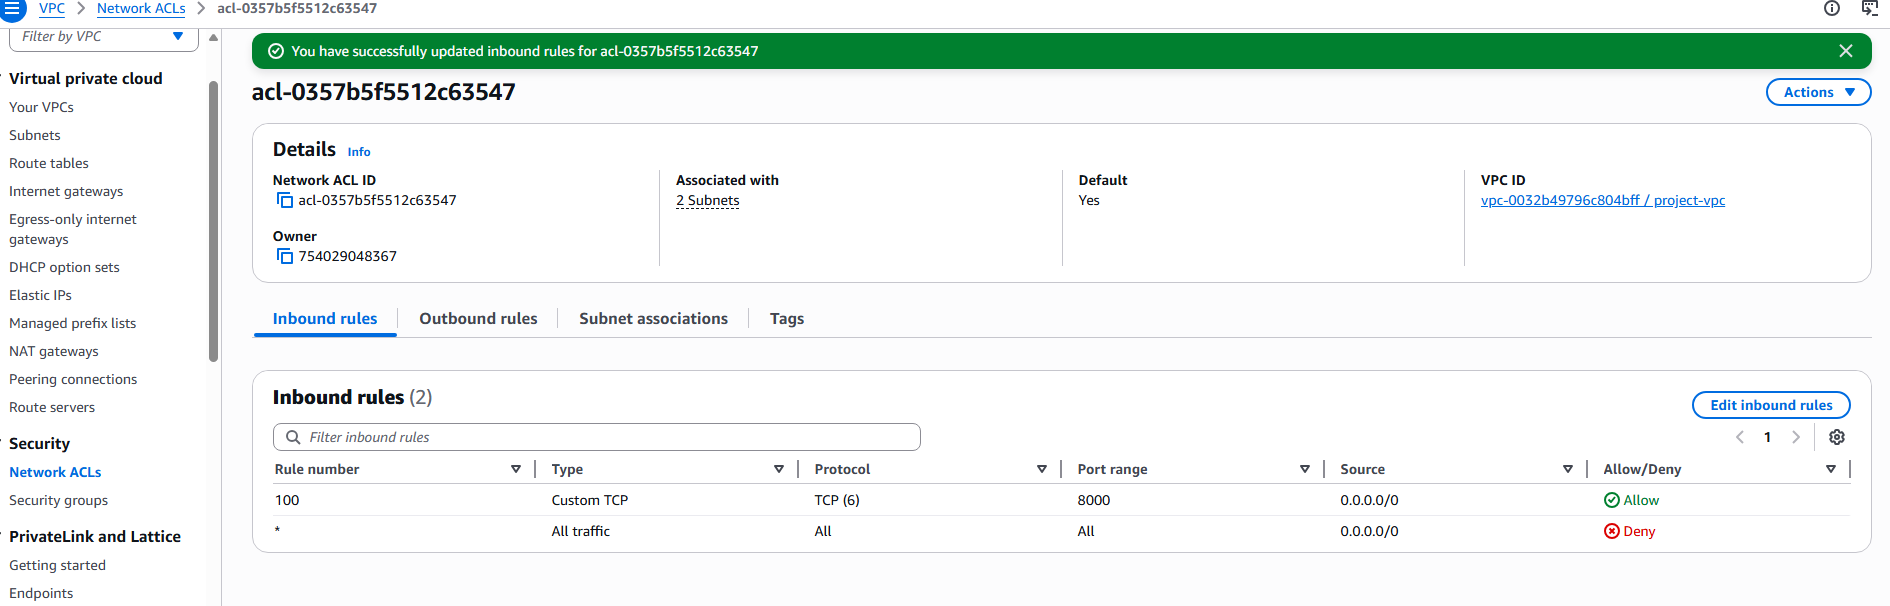 VPC > Network ACLs > acl-0357b5f5512c63547
Filter by VPC
Virtual private cloud
Your VPCs
Subnets
Route tables
Internet gateways
Egress-only internet
gateways
DHCP option sets
Elastic IPs
Managed prefix lists
NAT gateways
Peering connections
Route servers
Security
Network ACLs
Security groups
PrivateLink and Lattice
Getting started
Endpoints
You have successfully updated inbound rules for acl-0357b5f5512c63547
acl-0357b5f5512c63547
Actions
Details Info
Network ACL ID
acl-0357b5f5512c63547
Associated with
2 Subnets
Default
Yes
VPC ID
vpc-0032b49796c804bff / project-vpc
Owner
754029048367
Inbound rules Outbound rules Subnet associations Tags
Inbound rules (2)
Edit inbound rules
Filter inbound rules
1
Rule number Type Protocol Port range Source Allow/Deny
100 Custom TCP TCP (6) 8000 0.0.0.0/0 Allow
* All traffic All All 0.0.0.0/0 Deny